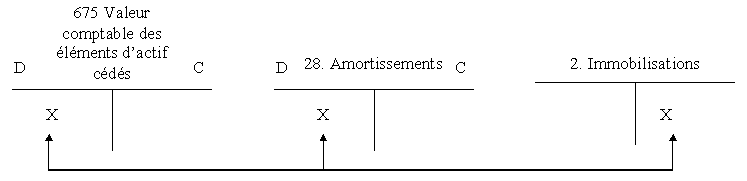 675 Valeur
comptable des
éléments d'actif
cédés
D
C
D
28. Amortissements
C
2. Immobilisations
X
X
X